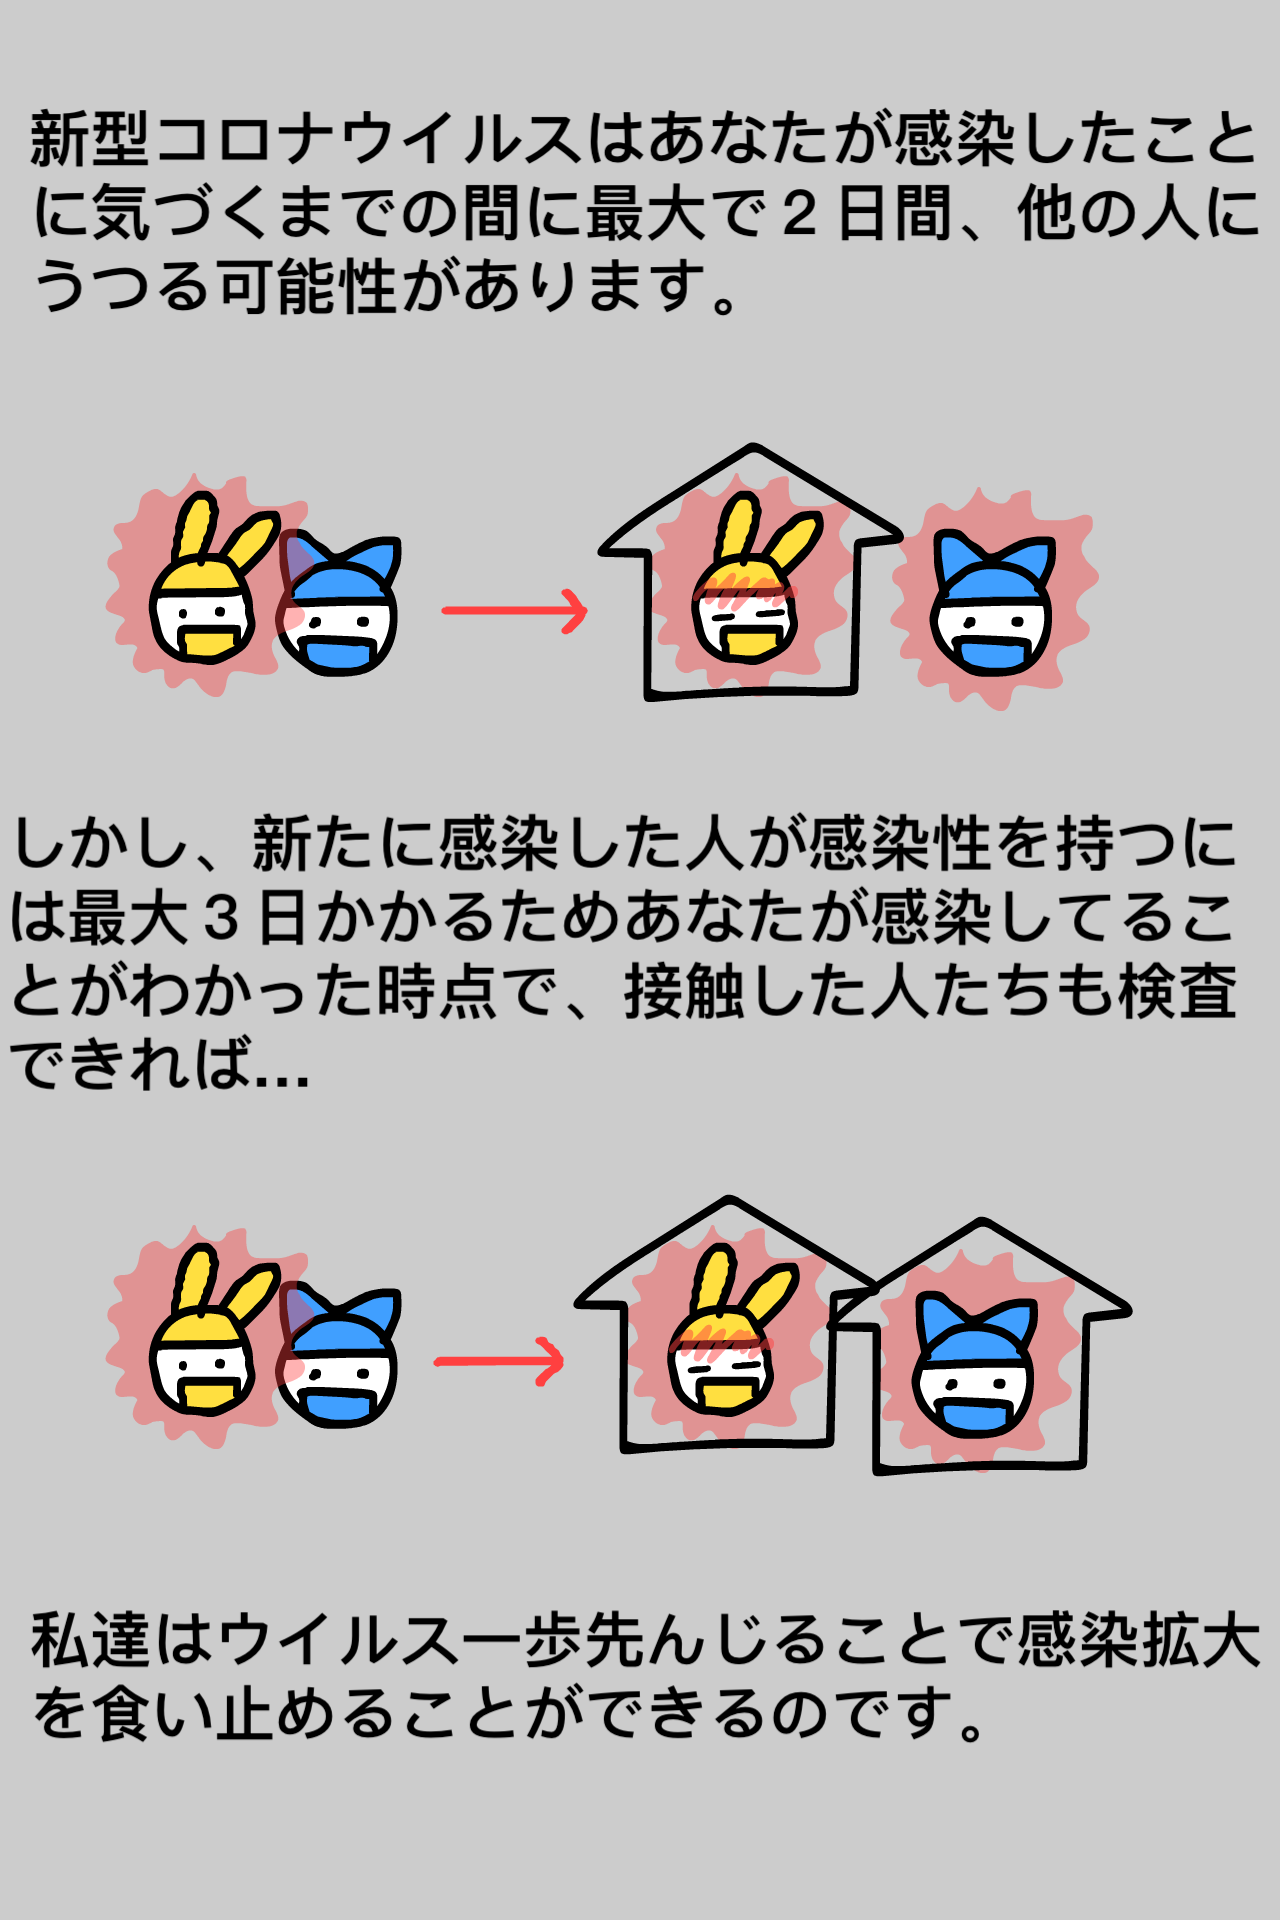 新型コロナウイルスはあなたが感染したこと
に気づくまでの間に最大で２日間、他の人に
うつる可能性があります。
しかし、新たに感染した人が感染性を持つに
は最大３日かかるためあなたが感染してるこ
とがわかった時点で、接触した人たちも検査
できれば...
私達はウイルス一歩先んじることで感染拡大
を食い止めることができるのです。